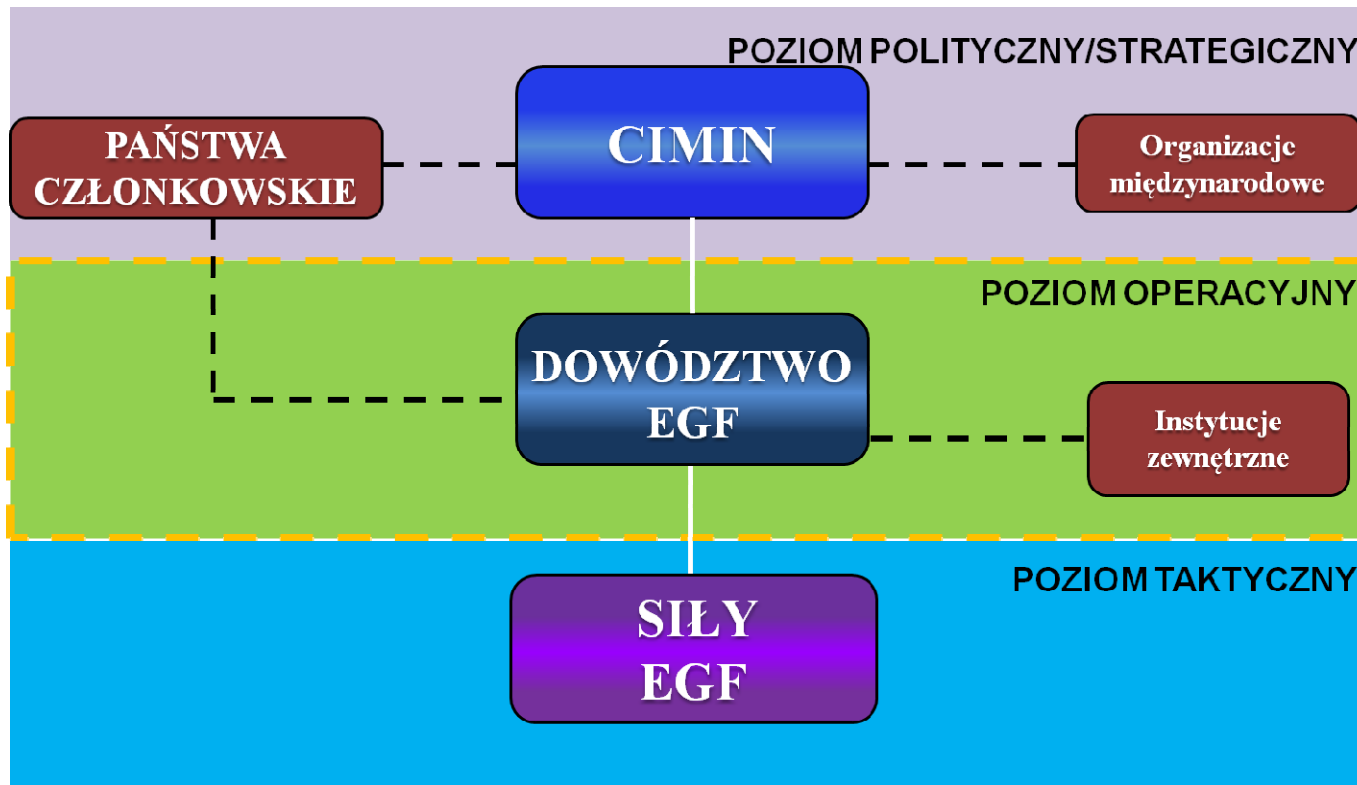 POZIOM POLITYCZNY/STRATEGICZNY
PAŃSTWA
CZŁONKOWSKIE
CIMIN
Organizacje
międzynarodowe
POZIOM OPERACYJNY
DOWÓDZTWO
EGF
Instytucje
zewnętrzne
POZIOM TAKTYCZNY
SIŁY
EGF